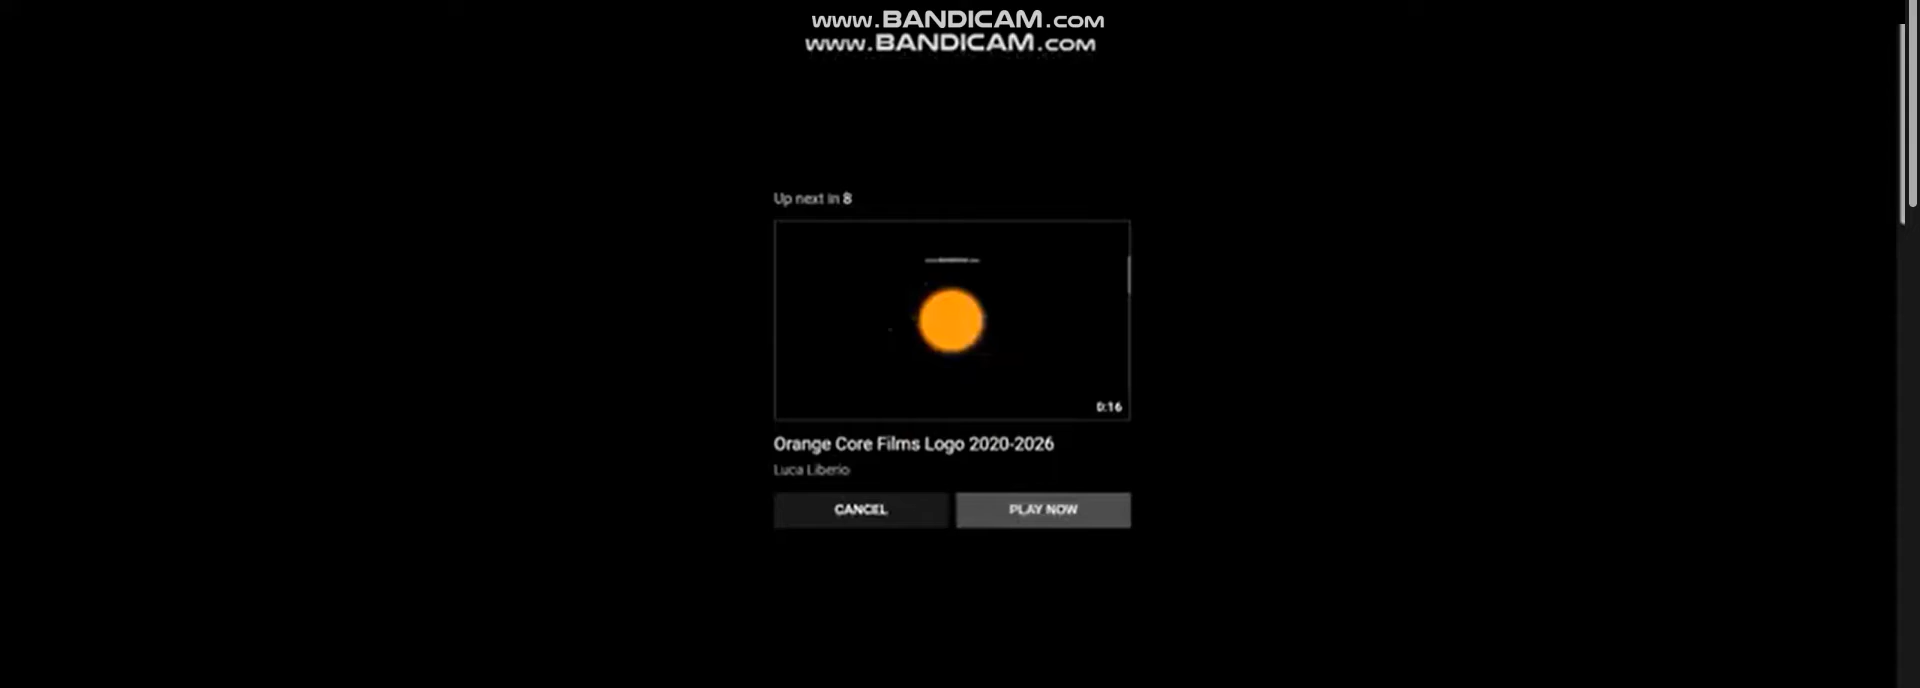 www.BANDICAM.COM
www.BANDICAM.COM
Up next in 8
0:16
Orange Core Films Logo 2020-2026
Luca Liberio
CANCEL
PLAY NOW